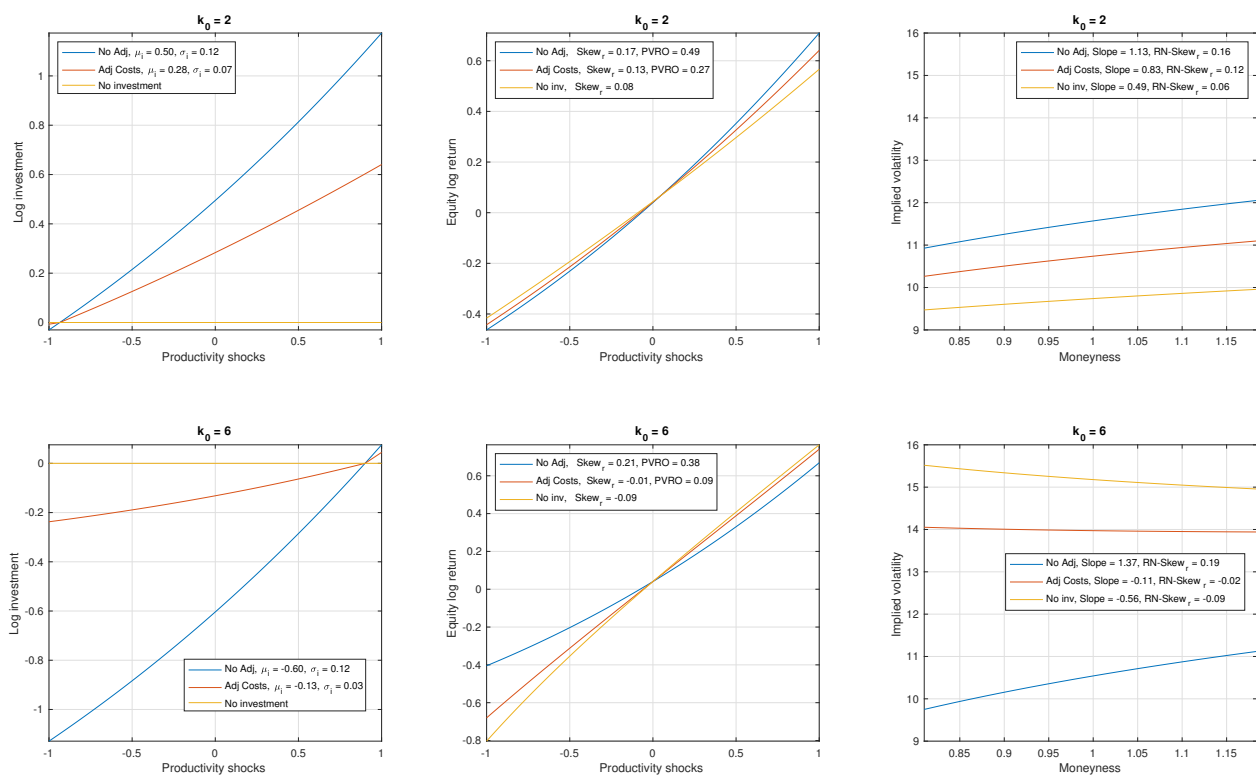 k0 = 2
No Adj, μi = 0.50, σi = 0.12
Adj Costs, μi = 0.28, σi = 0.07
No investment
Log investment
1
0.8
0.6
0.4
0.2
0
-1
-0.5
0
0.5
1
Productivity shocks
k0 = 2
No Adj, Skewr = 0.17, PVRO = 0.49
Adj Costs, Skewr = 0.13, PVRO = 0.27
No inv, Skewr = 0.08
Equity log return
0.6
0.4
0.2
0
-0.2
-0.4
-1
-0.5
0
0.5
1
Productivity shocks
k0 = 2
No Adj, Slope = 1.13, RN-Skewr = 0.16
Adj Costs, Slope = 0.83, RN-Skewr = 0.12
No inv, Slope = 0.49, RN-Skewr = 0.06
Implied volatility
16
15
14
13
12
11
10
9
0.85
0.9
0.95
1
1.05
1.1
1.15
Moneyness
k0 = 6
Log investment
0
-0.2
-0.4
-0.6
-0.8
-1
No Adj, μi = -0.60, σi = 0.12
Adj Costs, μi = -0.13, σi = 0.03
No investment
-1
-0.5
0
0.5
1
Productivity shocks
k0 = 6
No Adj, Skewr = 0.21, PVRO = 0.38
Adj Costs, Skewr = -0.01, PVRO = 0.09
No inv, Skewr = -0.09
Equity log return
0.6
0.4
0.2
0
-0.2
-0.4
-0.6
-0.8
-1
-0.5
0
0.5
1
Productivity shocks
k0 = 6
Implied volatility
16
15
14
13
12
11
10
9
No Adj, Slope = 1.37, RN-Skewr = 0.19
Adj Costs, Slope = -0.11, RN-Skewr = -0.02
No inv, Slope = -0.56, RN-Skewr = -0.09
0.85
0.9
0.95
1
1.05
1.1
1.15
Moneyness